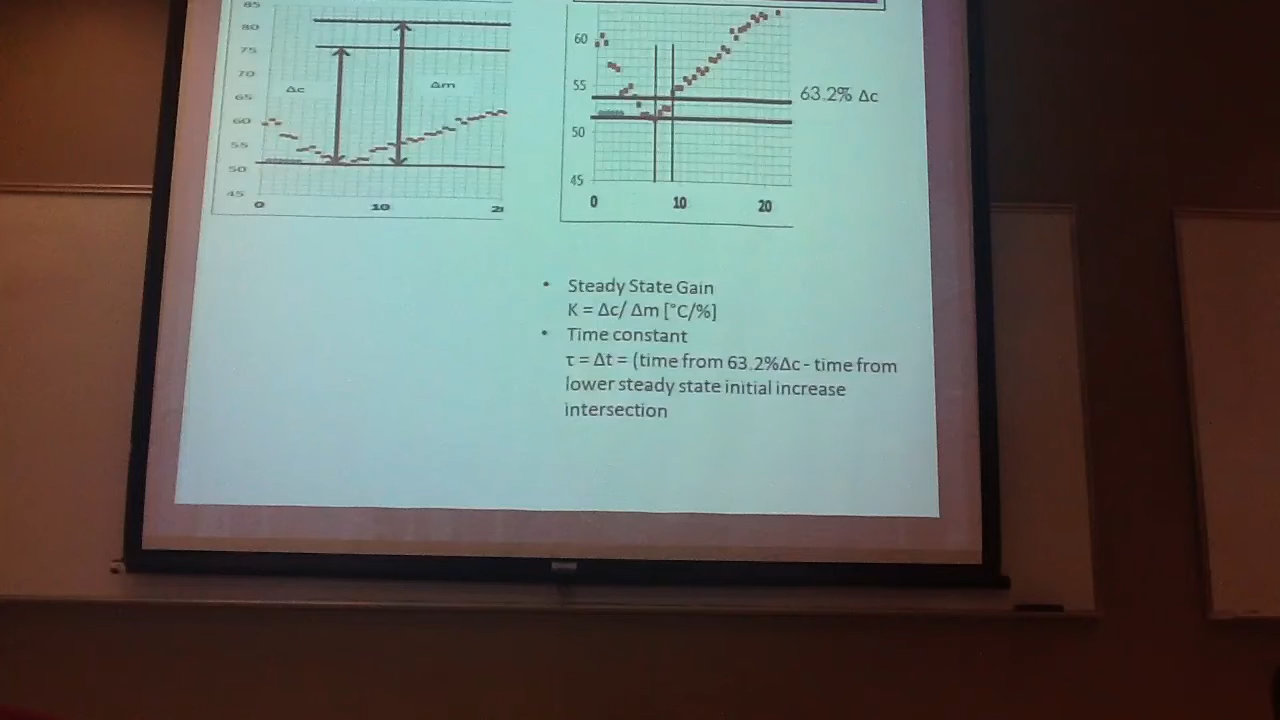 85
80
75
70
65
60
55
50
45
0
10
Δc
Δm
60
55
50
45
0
10
20
63.2% Δc
• Steady State Gain
K = Δc/ Δm [°C/%]
• Time constant
τ = Δt = (time from 63.2%Δc - time from
lower steady state initial increase
intersection